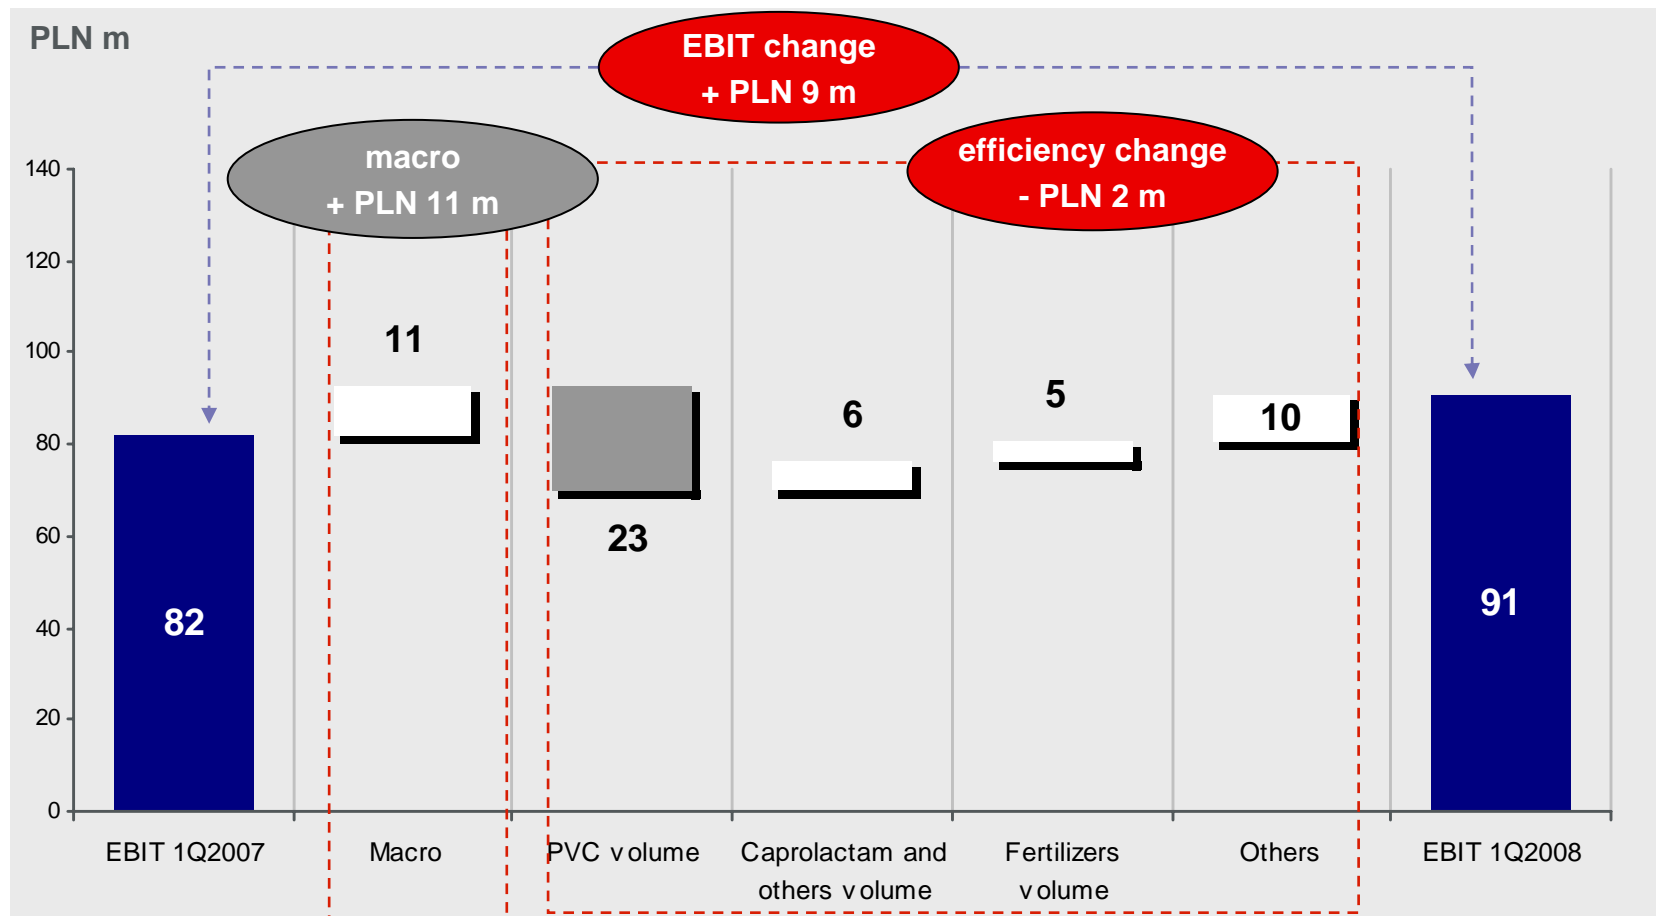 PLN m
EBIT change
+ PLN 9 m
macro
+ PLN 11 m
efficiency change
- PLN 2 m
140
120
100
80
60
40
20
0
82
11
23
6
5
10
91
EBIT 1Q2007
Macro
PVC volume
Caprolactam and
others volume
Fertilizers
volume
Others
EBIT 1Q2008